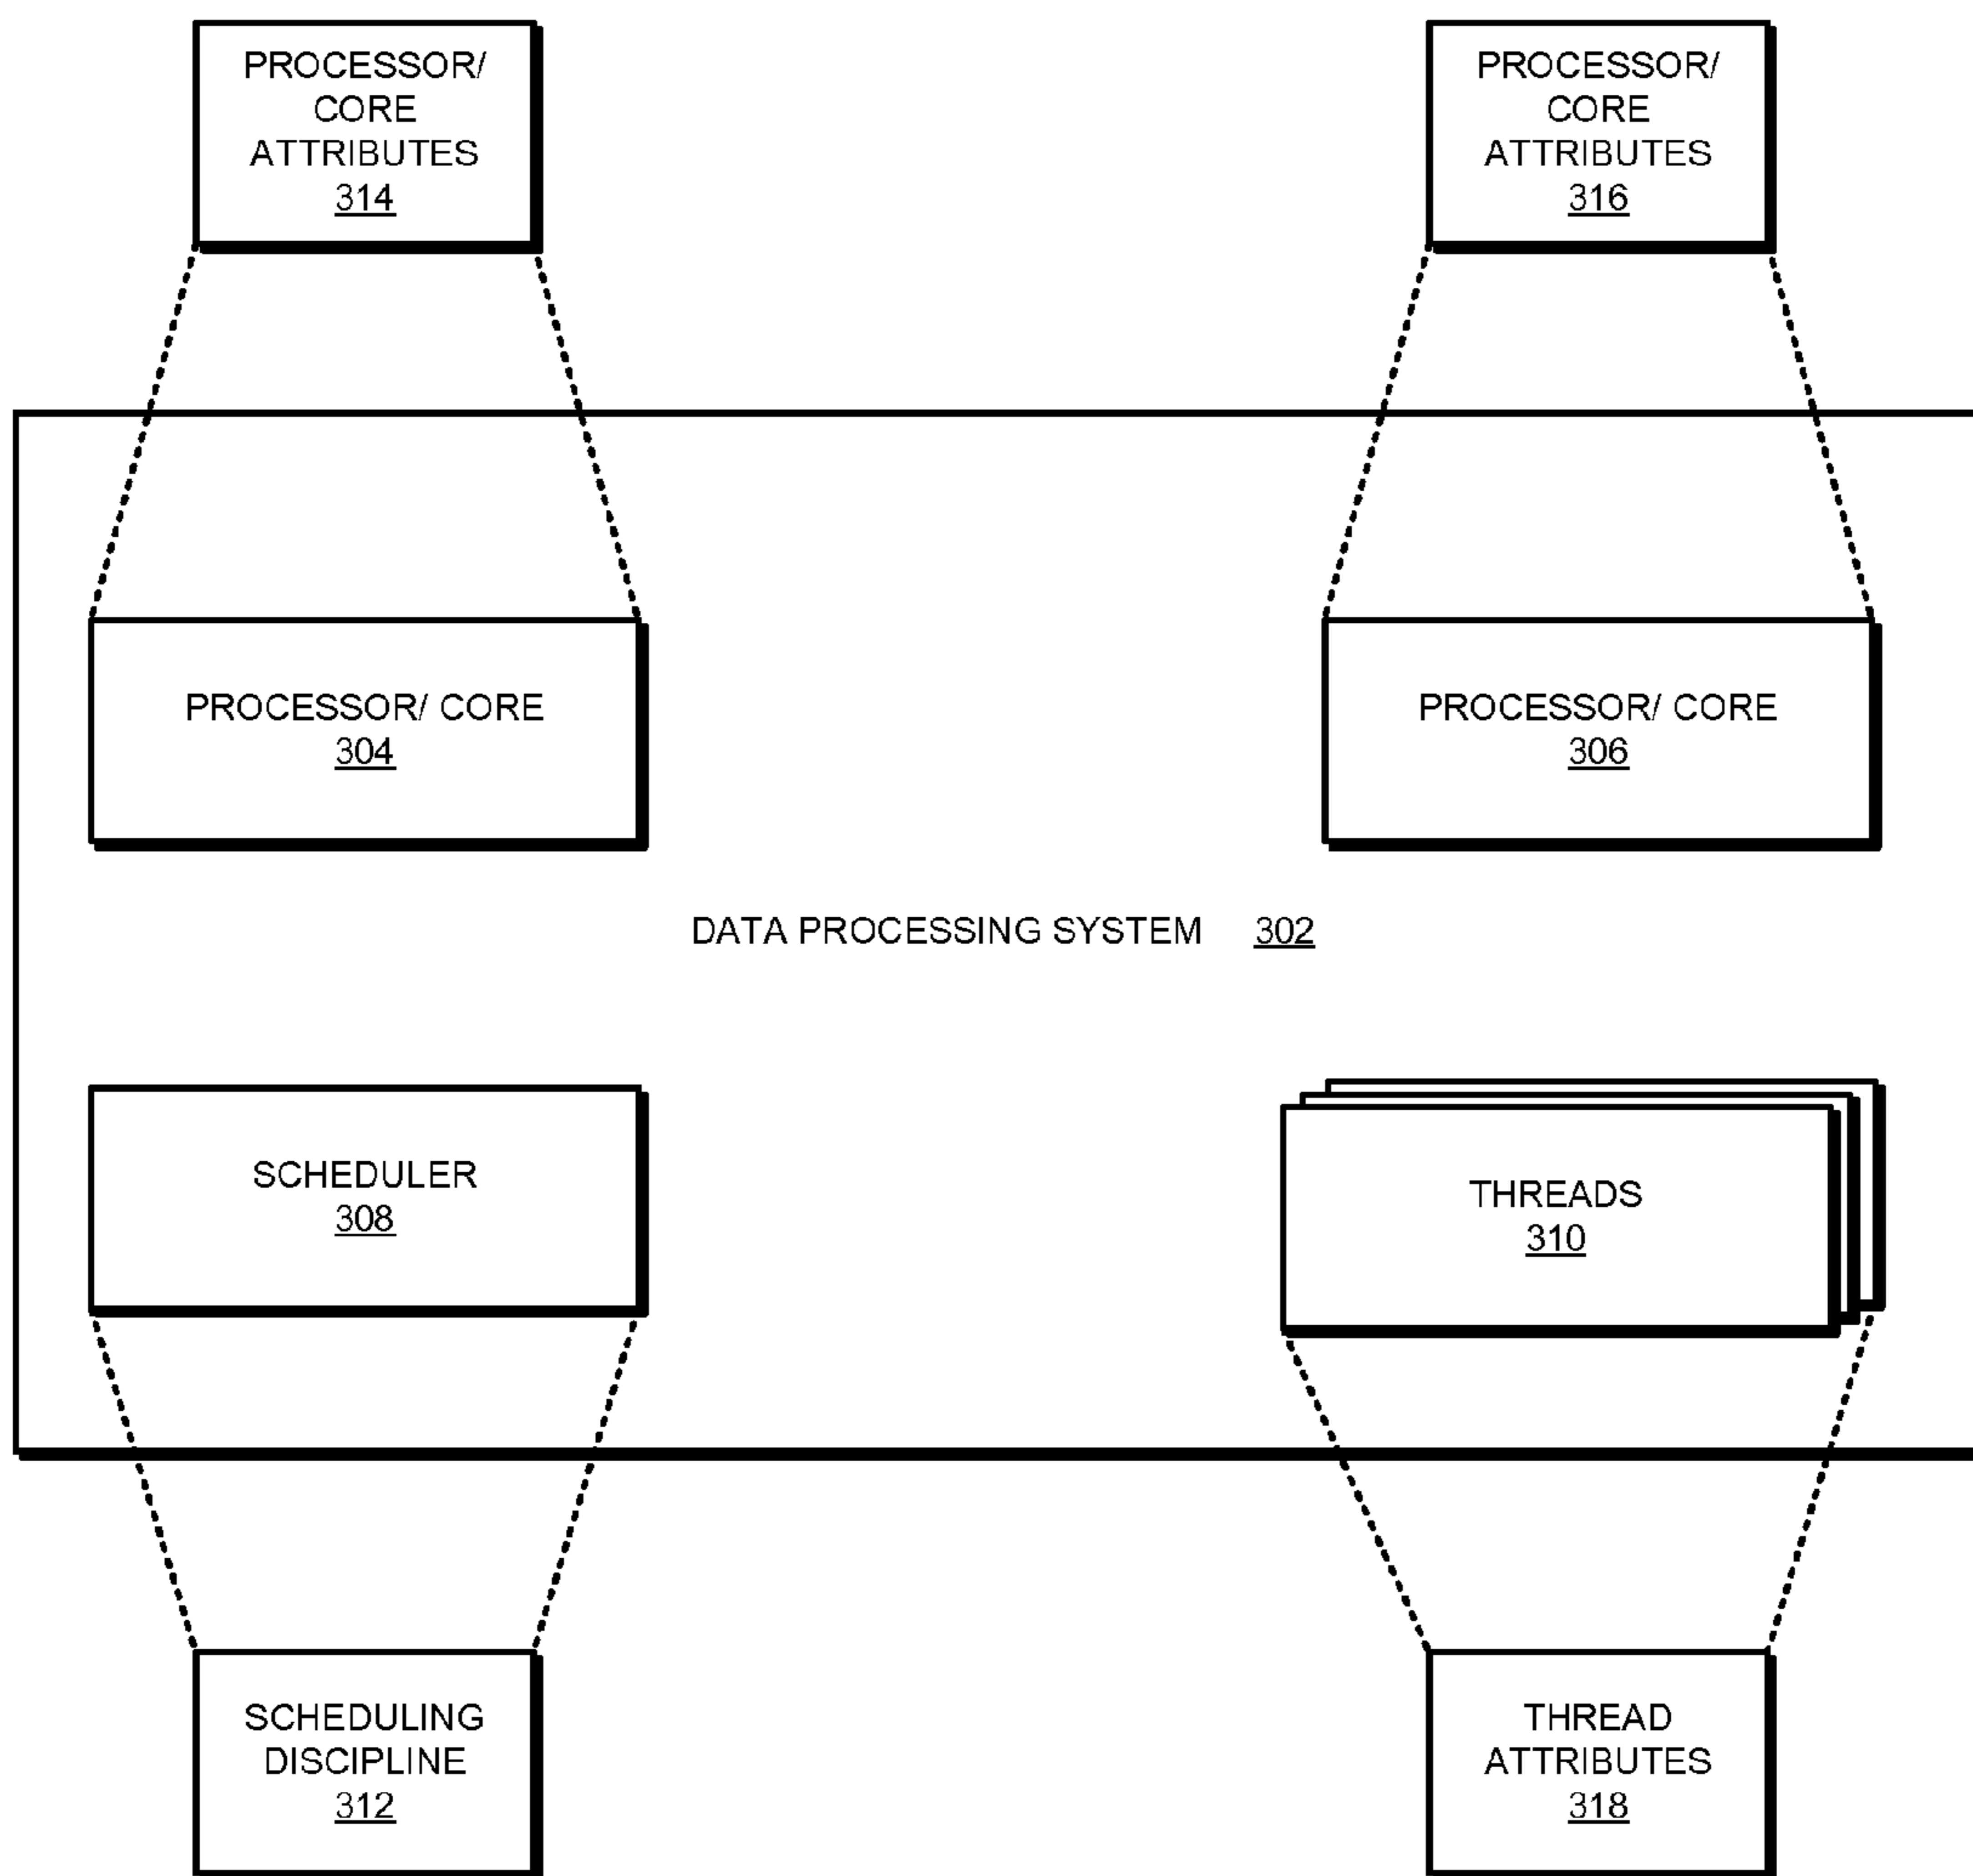 PROCESSOR/
CORE
ATTRIBUTES
314
PROCESSOR/
CORE
ATTRIBUTES
316
PROCESSOR/ CORE
304
PROCESSOR/ CORE
306
DATA PROCESSING SYSTEM 302
SCHEDULER
308
THREADS
310
SCHEDULING
DISCIPLINE
312
THREAD
ATTRIBUTES
318